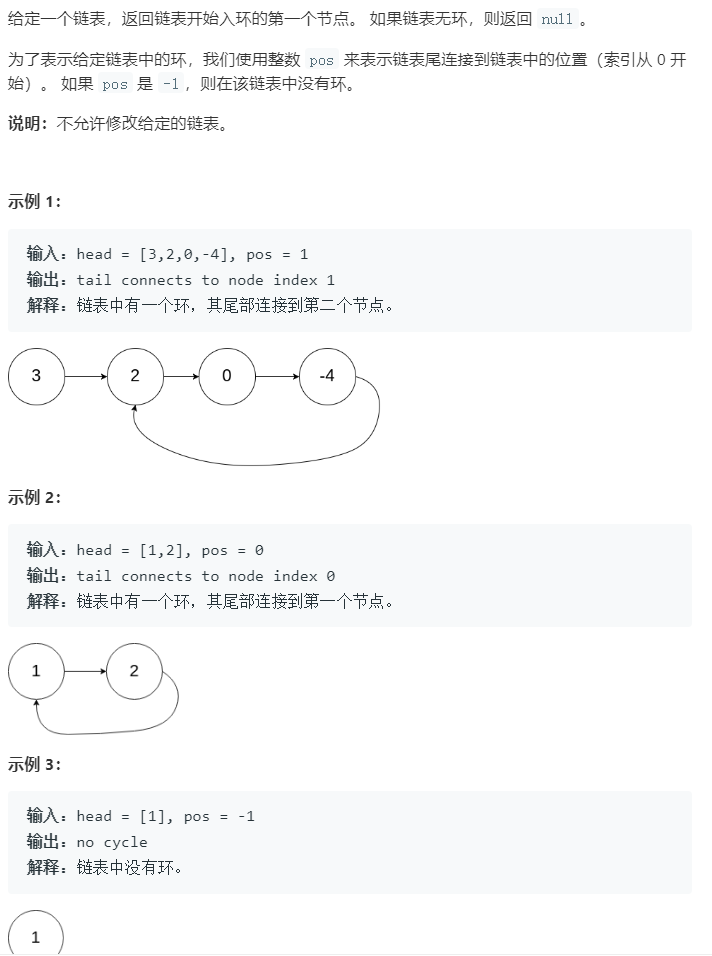 给定一个链表，返回链表开始入环的第一个节点。 如果链表无环，则返回 null 。
为了表示给定链表中的环，我们使用整数 pos 来表示链表尾连接到链表中的位置（索引从 0 开
始）。 如果 pos 是 -1，则在该链表中没有环。
说明：不允许修改给定的链表。
示例 1：
输入：head = [3,2,0,-4], pos = 1
输出：tail connects to node index 1
解释：链表中有一个环，其尾部连接到第二个节点。
3 2 0 -4
示例 2：
输入：head = [1,2], pos = 0
输出：tail connects to node index 0
解释：链表中有一个环，其尾部连接到第一个节点。
1 2
示例 3：
输入：head = [1], pos = -1
输出：no cycle
解释：链表中没有环。
1